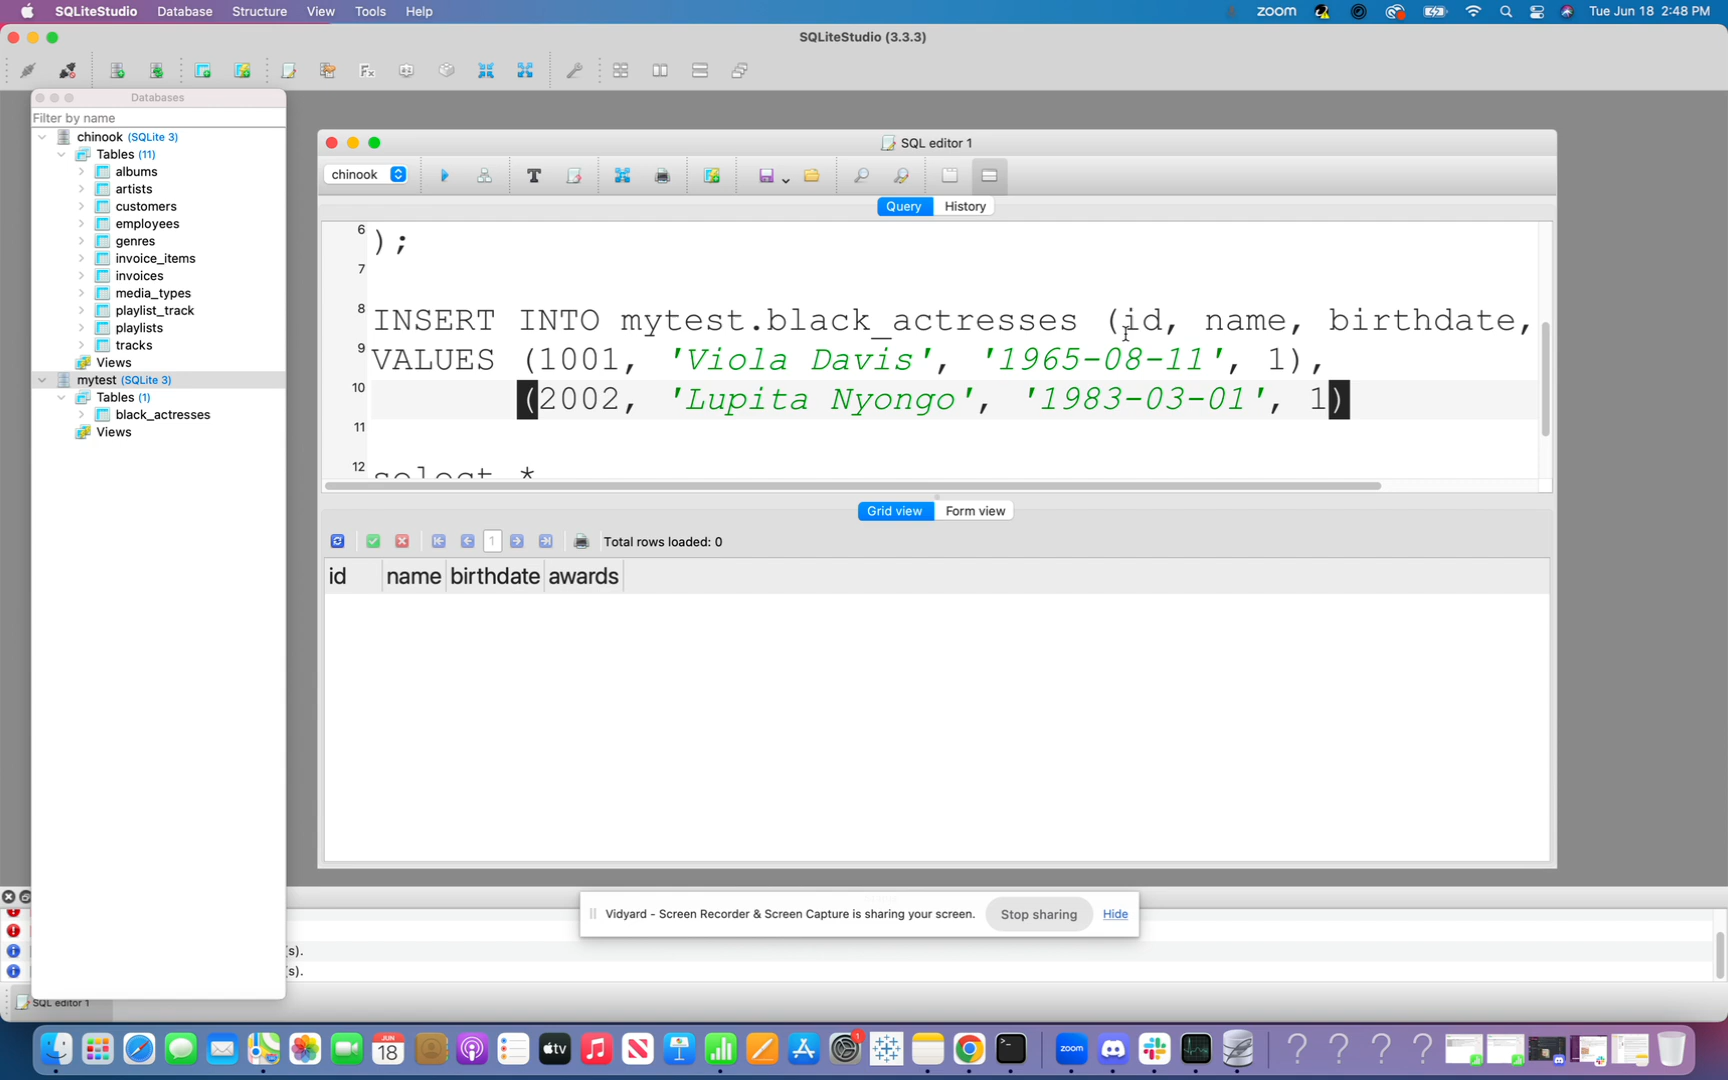 SQLiteStudio Database Structure View Tools Help
zoom
Tue Jun 18 2:48 PM
SQLiteStudio (3.3.3)
Databases
Filter by name
chinook (SQLite 3)
Tables (11)
albums
artists
customers
employees
genres
invoice_items
invoices
media_types
playlist_track
playlists
tracks
Views
mytest (SQLite 3)
Tables (1)
black_actresses
Views
SQL editor 1
chinook
Query History
6 );
7
8 INSERT INTO mytest.black_actresses (id, name, birthdate,
9 VALUES (1001, 'Viola Davis', '1965-08-11', 1),
10 (2002, 'Lupita Nyongo', '1983-03-01', 1)
11
12 select *
Grid view Form view
1 Total rows loaded: 0
id name birthdate awards
Vidyard - Screen Recorder & Screen Capture is sharing your screen. Stop sharing Hide
(s).
(s).
SQL editor 1
JUN
18
tv
1
zoom